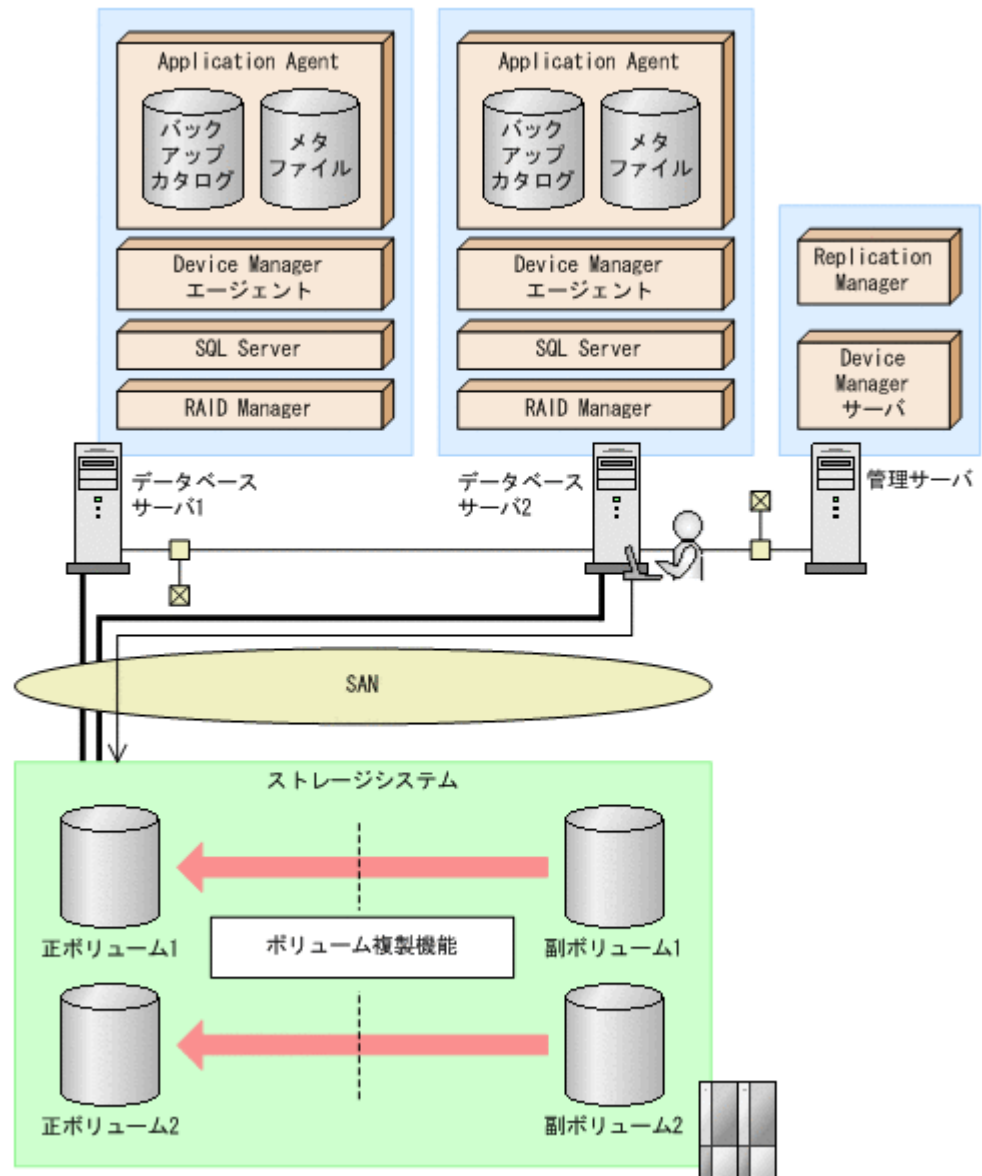 Application Agent
バック
アップ
カタログ
メタ
ファイル
Device Manager
エージェント
SQL Server
RAID Manager
データベース
サーバ1
Application Agent
バック
アップ
カタログ
メタ
ファイル
Device Manager
エージェント
SQL Server
RAID Manager
データベース
サーバ2
Replication
Manager
Device
Manager
サーバ
管理サーバ
SAN
ストレージシステム
正ボリューム1
ボリューム複製機能
副ボリューム1
正ボリューム2
副ボリューム2